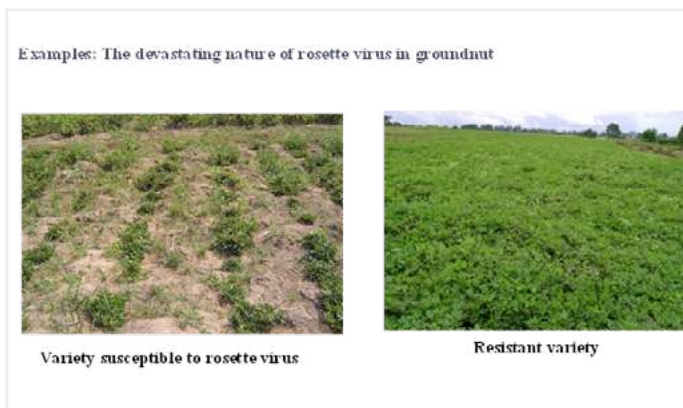 Examples: The devastating nature of rosette virus in groundnut
Variety susceptible to rosette virus
Resistant variety